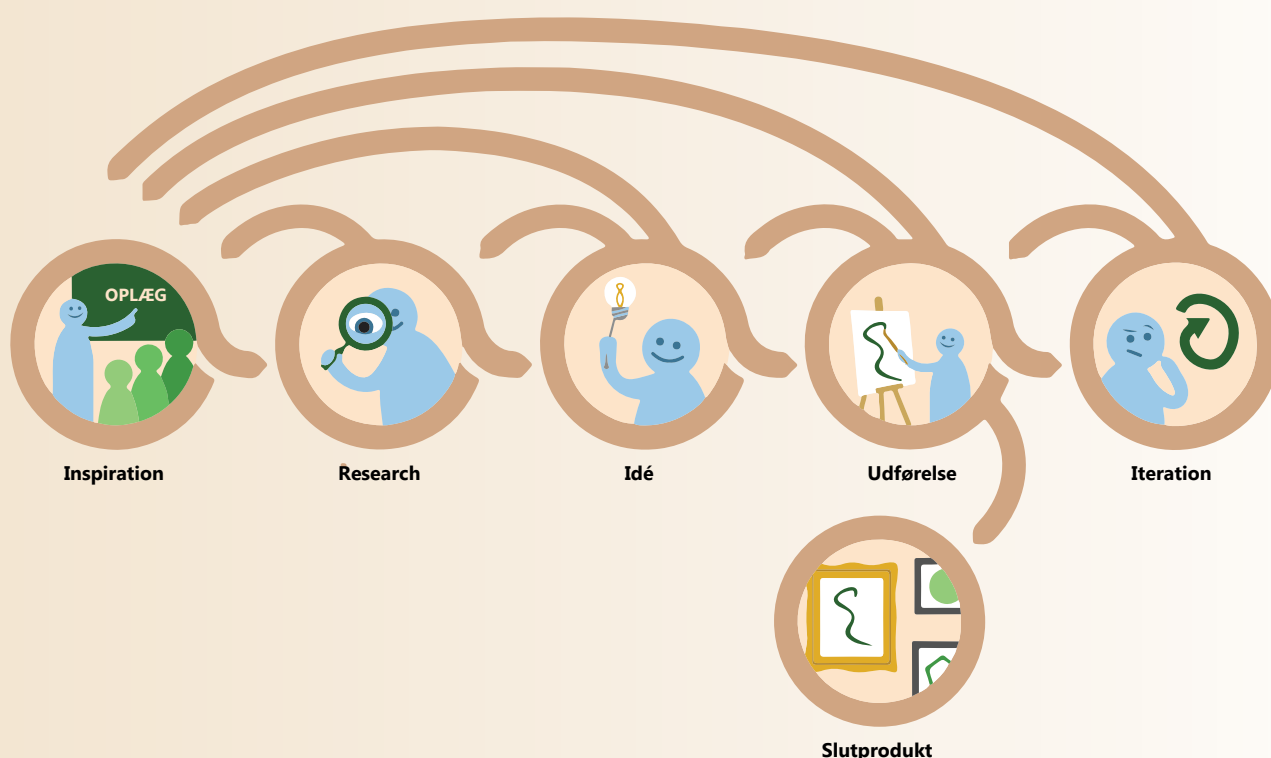 OPLÆG
Inspiration
Research
Idé
Udførelse
Iteration
Slutprodukt